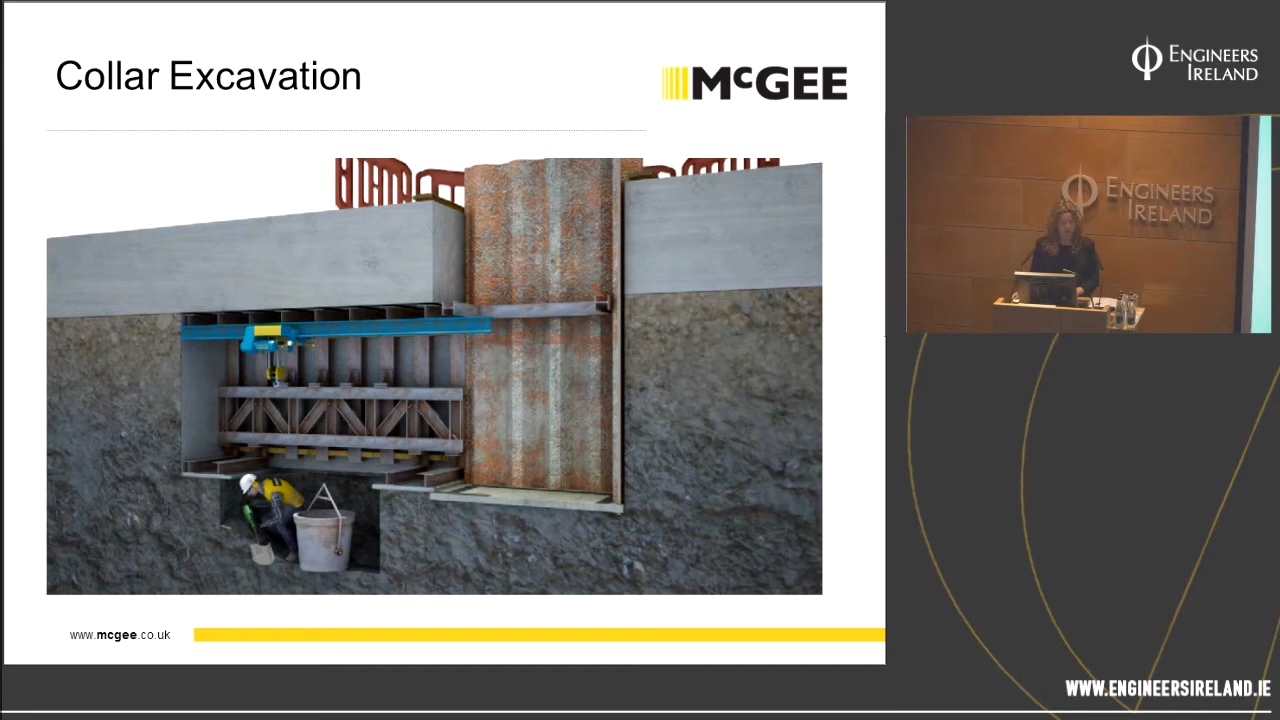 Collar Excavation
McGEE
www.mcgee.co.uk
ENGINEERS
IRELAND
ENGINEERS
IRELAND
WWW.ENGINEERSIRELAND.IE